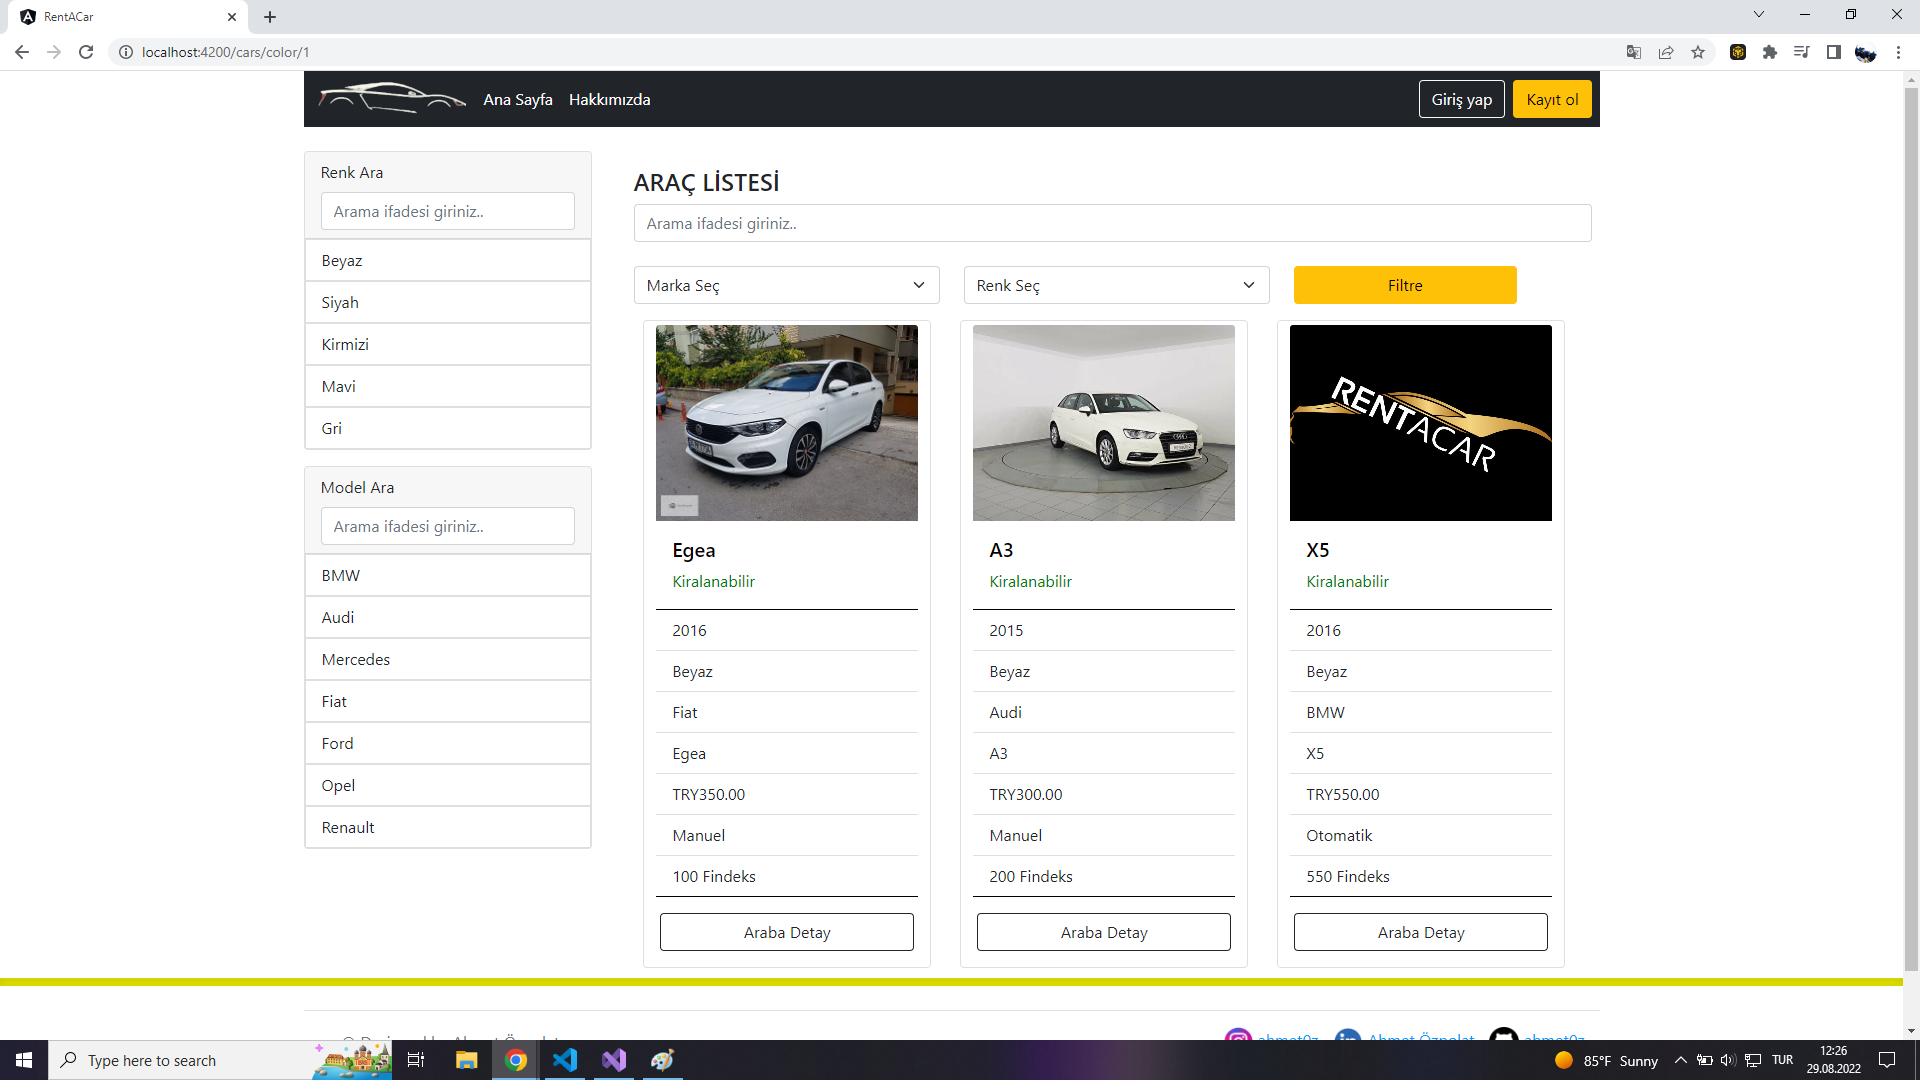 RentACar
localhost:4200/cars/color/1
Ana Sayfa
Hakkımızda
Giriş yap
Kayıt ol
Renk Ara
Arama ifadesi giriniz..
Beyaz
Siyah
Kirmizi
Mavi
Gri
Model Ara
Arama ifadesi giriniz..
BMW
Audi
Mercedes
Fiat
Ford
Opel
Renault
ARAÇ LİSTESİ
Arama ifadesi giriniz..
Marka Seç
Renk Seç
Filtre
Egea
Kiralanabilir
2016
Beyaz
Fiat
Egea
TRY350.00
Manuel
100 Findeks
Araba Detay
A3
Kiralanabilir
2015
Beyaz
Audi
A3
TRY300.00
Manuel
200 Findeks
Araba Detay
RENTACAR
X5
Kiralanabilir
2016
Beyaz
BMW
X5
TRY550.00
Otomatik
550 Findeks
Araba Detay
Type here to search
85°F Sunny
TUR
12:26
29.08.2022